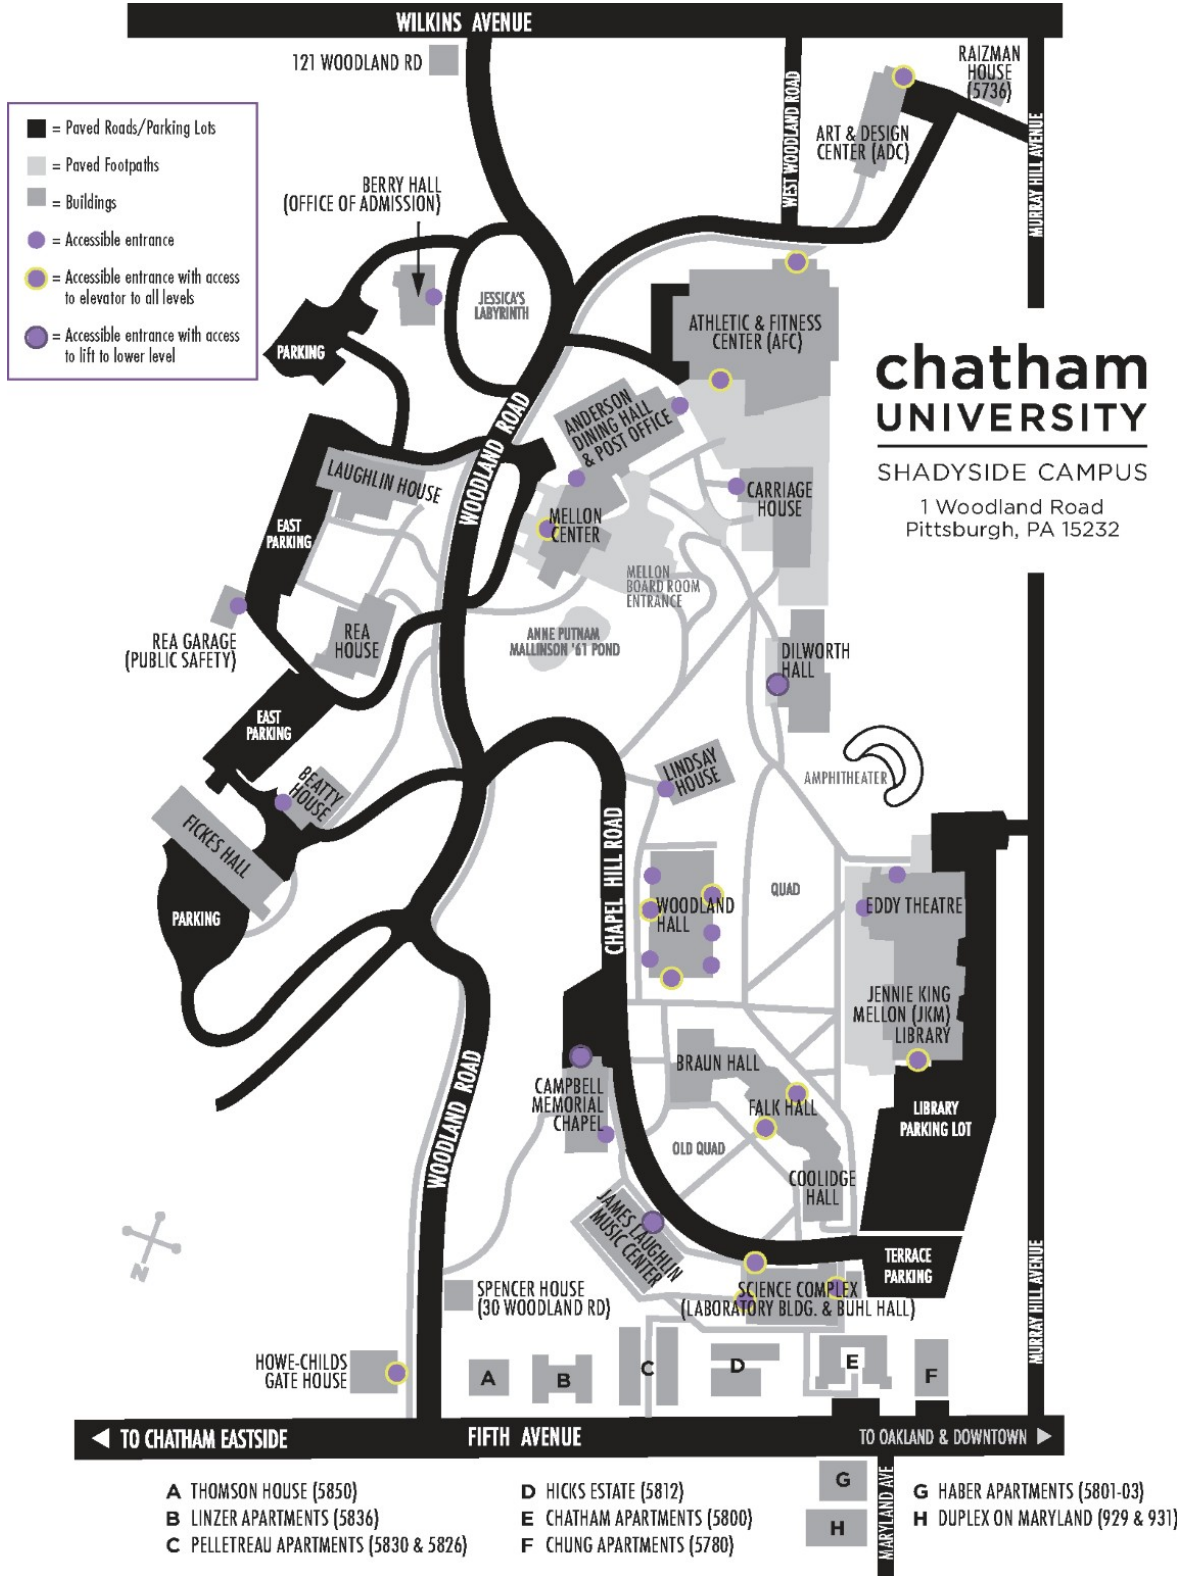 WILKINS AVENUE
121 WOODLAND RD
RAIZMAN
HOUSE
(5736)
WEST WOODLAND ROAD
MURRAY HILL AVENUE
ART & DESIGN
CENTER (ADC)
= Paved Roads/Parking Lots
= Paved Footpaths
= Buildings
= Accessible entrance
= Accessible entrance with access
to elevator to all levels
= Accessible entrance with access
to lift to lower level
BERRY HALL
(OFFICE OF ADMISSION)
JESSICA'S
LABYRINTH
PARKING
ATHLETIC & FITNESS
CENTER (AFC)
chatham
UNIVERSITY
SHADYSIDE CAMPUS
1 Woodland Road
Pittsburgh, PA 15232
WOODLAND ROAD
ANDERSON
DINING HALL
& POST OFFICE
LAUGHLIN HOUSE
CARRIAGE
HOUSE
EAST
PARKING
MELLON
CENTER
MELLON
BOARD ROOM
ENTRANCE
REA GARAGE
(PUBLIC SAFETY)
REA
HOUSE
ANNE PUTNAM
MALLINSON '61 POND
DILWORTH
HALL
EAST
PARKING
BEATTY
HOUSE
LINDSAY
HOUSE
AMPHITHEATER
FICKES HALL
PARKING
CHAPEL HILL ROAD
WOODLAND
HALL
QUAD
EDDY THEATRE
JENNIE KING
MELLON (JKM)
LIBRARY
BRAUN HALL
CAMPBELL
MEMORIAL
CHAPEL
FALK HALL
LIBRARY
PARKING LOT
WOODLAND ROAD
OLD QUAD
COOLIDGE
HALL
JAMES LAUGHLIN
MUSIC CENTER
N
TERRACE
PARKING
SPENCER HOUSE
(30 WOODLAND RD)
SCIENCE COMPLEX
(LABORATORY BLDG. & BUHL HALL)
MURRAY HILL AVENUE
HOWE-CHILDS
GATE HOUSE
A
B
C
D
E
F
TO CHATHAM EASTSIDE
FIFTH AVENUE
TO OAKLAND & DOWNTOWN
A THOMSON HOUSE (5850)
B LINZER APARTMENTS (5836)
C PELLETREAU APARTMENTS (5830 & 5826)
D HICKS ESTATE (5812)
E CHATHAM APARTMENTS (5800)
F CHUNG APARTMENTS (5780)
G
H
MARYLAND AVE
G HABER APARTMENTS (5801-03)
H DUPLEX ON MARYLAND (929 & 931)